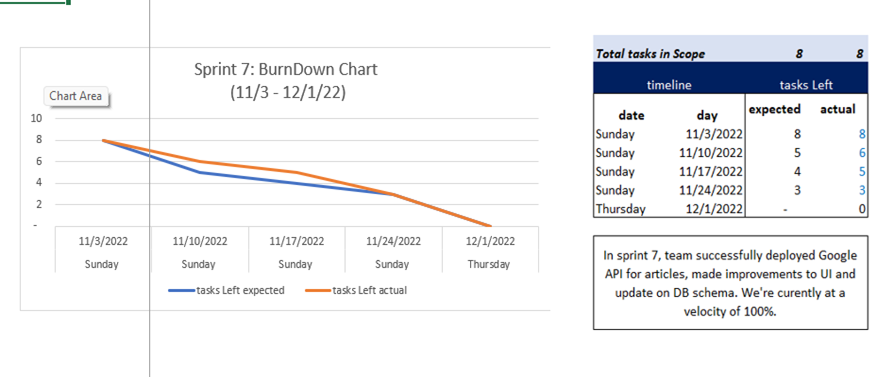 Sprint 7: BurnDown Chart
(11/3 - 12/1/22)
Chart Area
10
8
6
4
2
-
11/3/2022 11/10/2022 11/17/2022 11/24/2022 12/1/2022
Sunday Sunday Sunday Sunday Thursday
tasks Left expected tasks Left actual
Total tasks in Scope 8 8
timeline tasks Left
date day expected actual
Sunday 11/3/2022 8 8
Sunday 11/10/2022 5 6
Sunday 11/17/2022 4 5
Sunday 11/24/2022 3 3
Thursday 12/1/2022 - 0
In sprint 7, team successfully deployed Google
API for articles, made improvements to UI and
update on DB schema. We're curently at a
velocity of 100%.